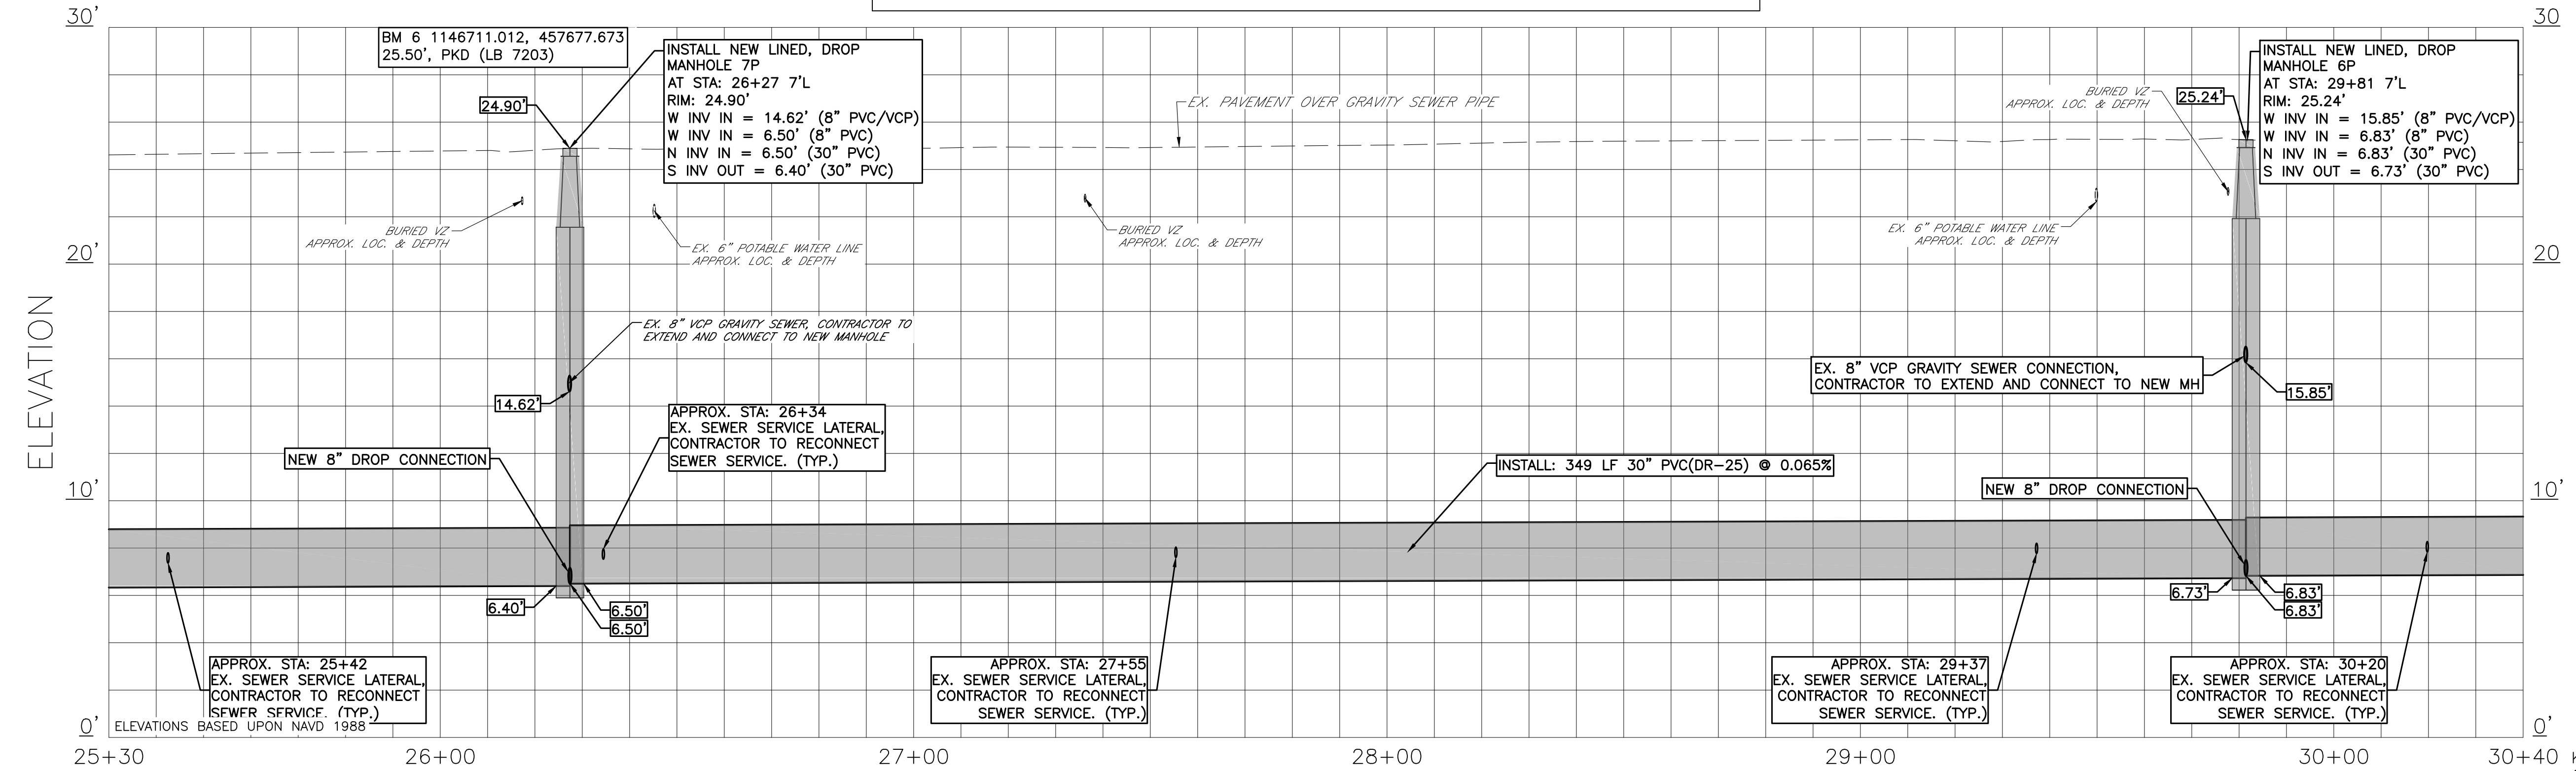 30'
30
BM 6 1146711.012, 457677.673
25.50', PKD (LB 7203)
INSTALL NEW LINED, DROP
MANHOLE 7P
AT STA: 26+27 7'L
RIM: 24.90'
W INV IN = 14.62' (8" PVC/VCP)
W INV IN = 6.50' (8" PVC)
N INV IN = 6.50' (30" PVC)
S INV OUT = 6.40' (30" PVC)
24.90'
EX. PAVEMENT OVER GRAVITY SEWER PIPE
BURIED VZ
APPROX. LOC. & DEPTH
25.24'
INSTALL NEW LINED, DROP
MANHOLE 6P
AT STA: 29+81 7'L
RIM: 25.24'
W INV IN = 15.85' (8" PVC/VCP)
W INV IN = 6.83' (8" PVC)
N INV IN = 6.83' (30" PVC)
S INV OUT = 6.73' (30" PVC)
BURIED VZ
APPROX. LOC. & DEPTH
EX. 6" POTABLE WATER LINE
APPROX. LOC. & DEPTH
BURIED VZ
APPROX. LOC. & DEPTH
EX. 6" POTABLE WATER LINE
APPROX. LOC. & DEPTH
20'
20
ELEVATION
EX. 8" VCP GRAVITY SEWER, CONTRACTOR TO
EXTEND AND CONNECT TO NEW MANHOLE
14.62'
EX. 8" VCP GRAVITY SEWER CONNECTION,
CONTRACTOR TO EXTEND AND CONNECT TO NEW MH
15.85'
APPROX. STA: 26+34
EX. SEWER SERVICE LATERAL,
CONTRACTOR TO RECONNECT
SEWER SERVICE. (TYP.)
NEW 8" DROP CONNECTION
INSTALL: 349 LF 30" PVC(DR-25) @ 0.065%
NEW 8" DROP CONNECTION
10'
10'
6.40'
6.50'
6.50'
6.73'
6.83'
6.83'
APPROX. STA: 25+42
EX. SEWER SERVICE LATERAL,
CONTRACTOR TO RECONNECT
SEWER SERVICE. (TYP.)
APPROX. STA: 27+55
EX. SEWER SERVICE LATERAL,
CONTRACTOR TO RECONNECT
SEWER SERVICE. (TYP.)
APPROX. STA: 29+37
EX. SEWER SERVICE LATERAL,
CONTRACTOR TO RECONNECT
SEWER SERVICE. (TYP.)
APPROX. STA: 30+20
EX. SEWER SERVICE LATERAL,
CONTRACTOR TO RECONNECT
SEWER SERVICE. (TYP.)
ELEVATIONS BASED UPON NAVD 1988
0'
0'
25+30
26+00
27+00
28+00
29+00
30+00
30+40